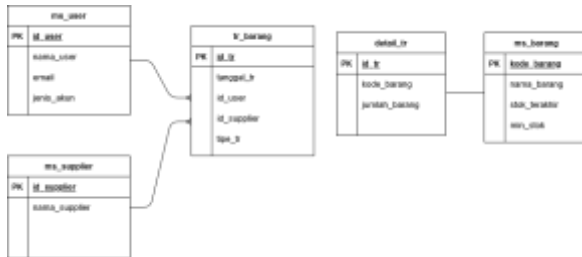 ms_user
PK id_user
nama_user
email
jenis_akun
tr_barang
PK id_tr
tanggal_tr
id_user
id_supplier
tipe_tr
detail_tr
PK id_tr
kode_barang
jumlah_barang
ms_barang
PK kode_barang
nama_barang
stok_terakhir
min_stok
ms_supplier
PK id_supplier
nama_supplier